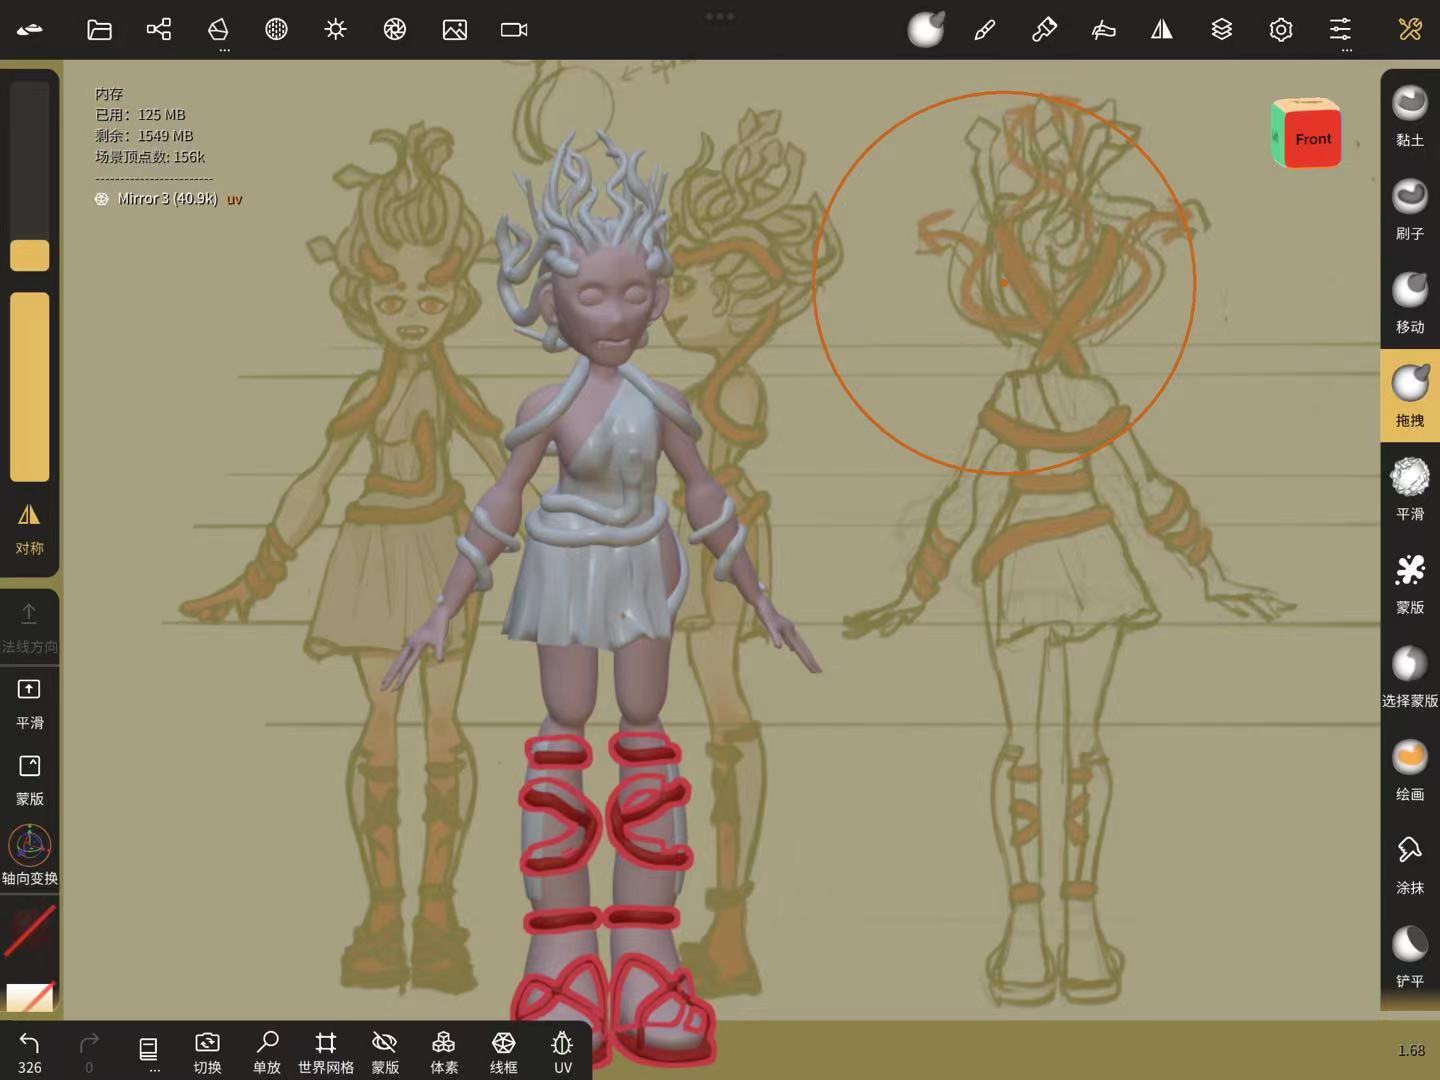 内存
已用：125 MB
剩余：1549 MB
场景顶点数: 156k
Mirror 3 (40.9k) uv
Front
对称
法线方向
平滑
蒙版
轴向变换
黏土
刷子
移动
拖拽
平滑
蒙版
选择蒙版
绘画
涂抹
铲平
326
0
切换
单放
世界网格
蒙版
体素
线框
UV
1.68